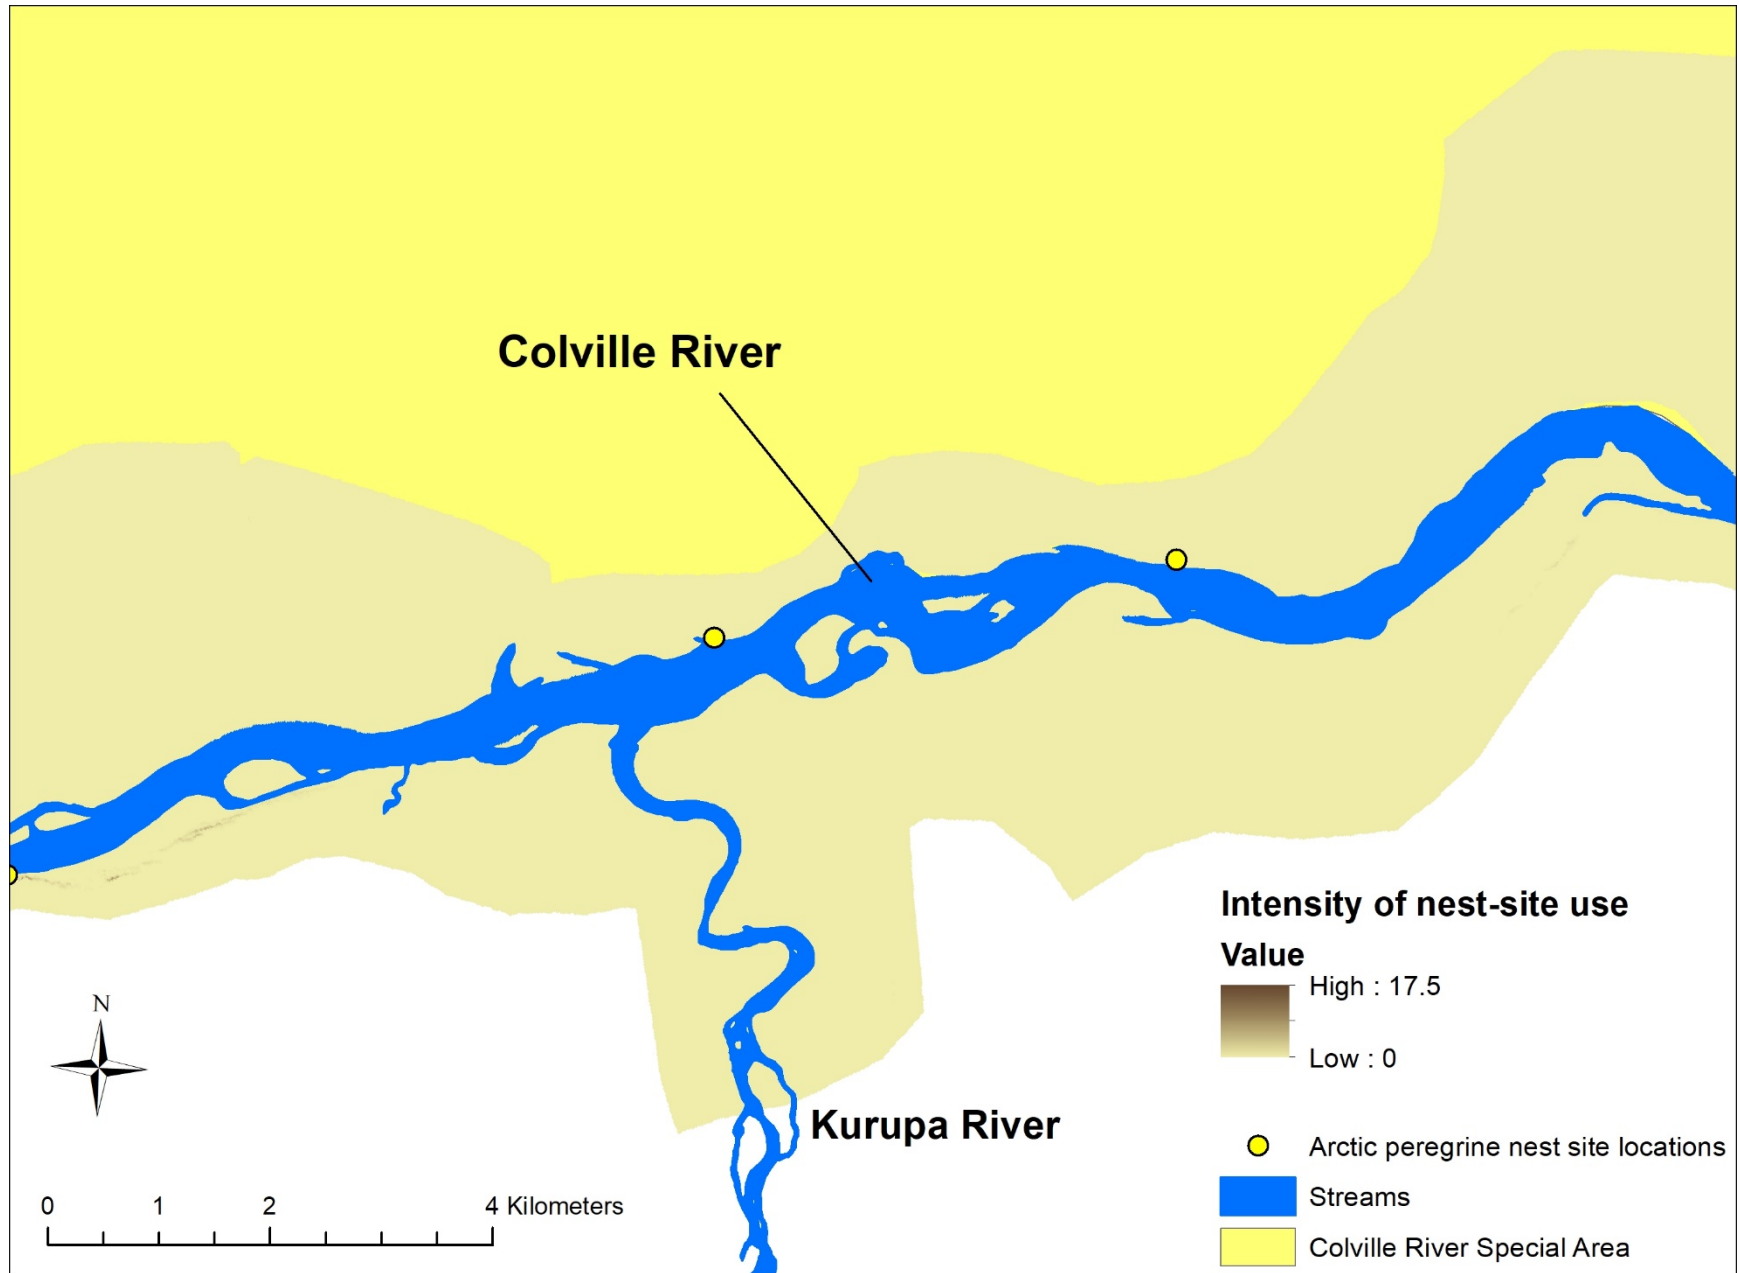 Colville River
Intensity of nest-site use
Value
High : 17.5
Low : 0
N
Kurupa River
Arctic peregrine nest site locations
0 1 2 4 Kilometers
Streams
Colville River Special Area